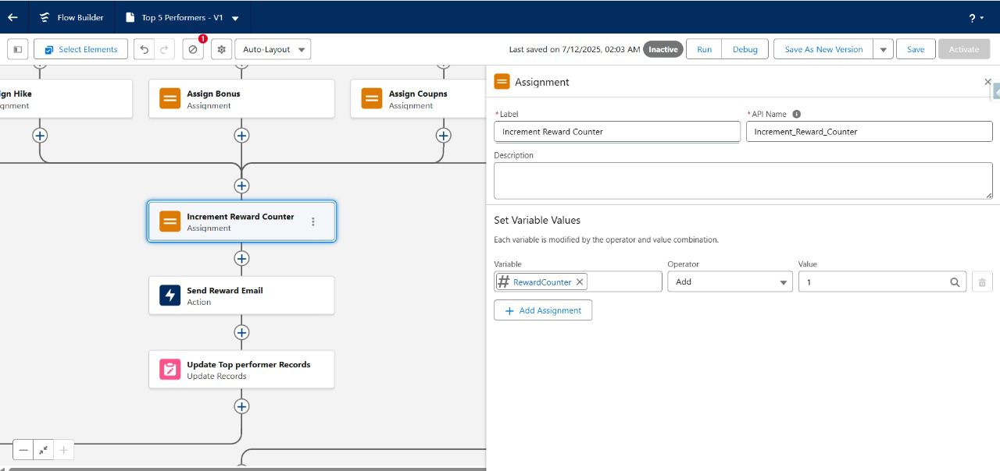 Flow Builder
Top 5 Performers - V1
?
Select Elements
1
Auto-Layout
Last saved on 7/12/2025, 02:03 AM
Inactive
Run
Debug
Save As New Version
Save
Activate
ign Hike
gnment
Assign Bonus
Assignment
Assign Coupns
Assignment
Increment Reward Counter
Assignment
Send Reward Email
Action
Update Top performer Records
Update Records
Assignment
* Label
* API Name
Increment Reward Counter
Increment_Reward_Counter
Description
Set Variable Values
Each variable is modified by the operator and value combination.
Variable
Operator
Value
# RewardCounter
Add
1
+ Add Assignment